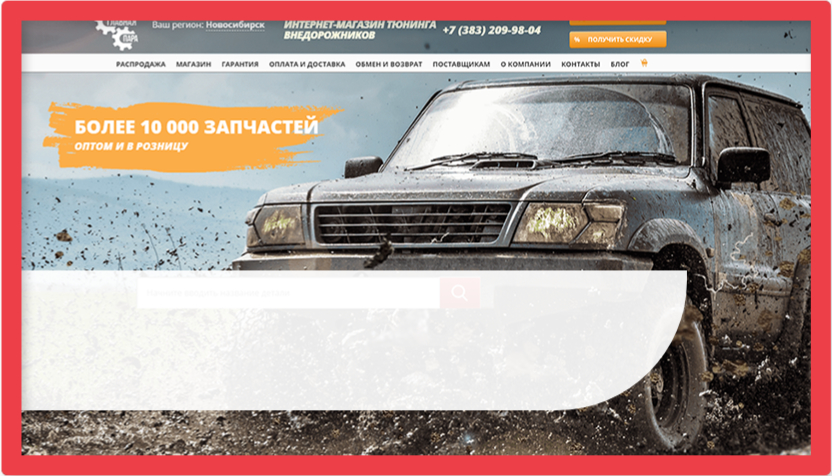 ГЛАВНАЯ
ПАРА
Ваш регион: Новосибирск
ИНТЕРНЕТ-МАГАЗИН ТЮНИНГА
ВНЕДОРОЖНИКОВ
+7 (383) 209-98-04
% ПОЛУЧИТЬ СКИДКУ
РАСПРОДАЖА МАГАЗИН ГАРАНТИЯ ОПЛАТА И ДОСТАВКА ОБМЕН И ВОЗВРАТ ПОСТАВЩИКАМ О КОМПАНИИ КОНТАКТЫ БЛОГ
БОЛЕЕ 10 000 ЗАПЧАСТЕЙ
ОПТОМ И В РОЗНИЦУ